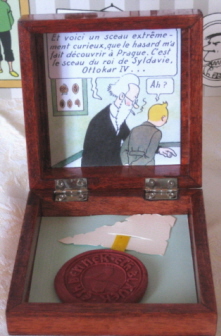 Et voici un sceau extrême-
ment curieux, que le hasard m'a
fait découvrir à Prague. C'est
le sceau du roi de Syldavie,
Ottokar IV...
Ah?